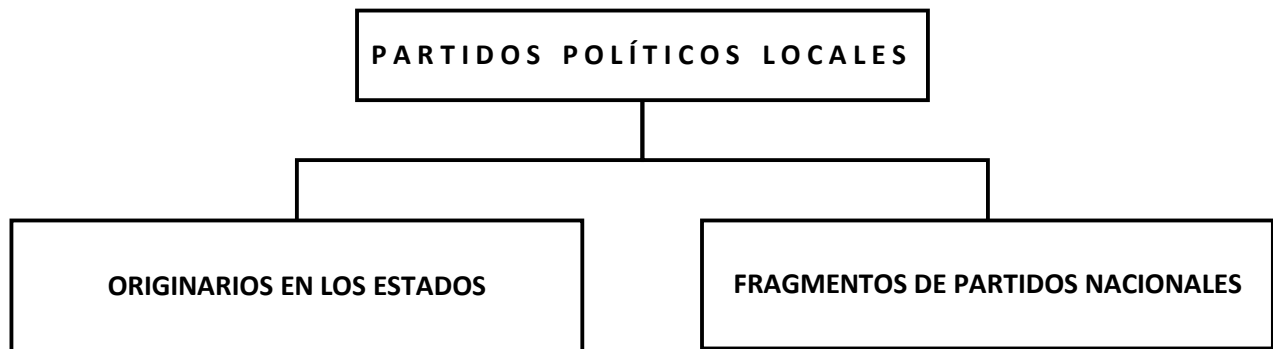 PARTIDOS POLÍTICOS LOCALES
ORIGINARIOS EN LOS ESTADOS
FRAGMENTOS DE PARTIDOS NACIONALES